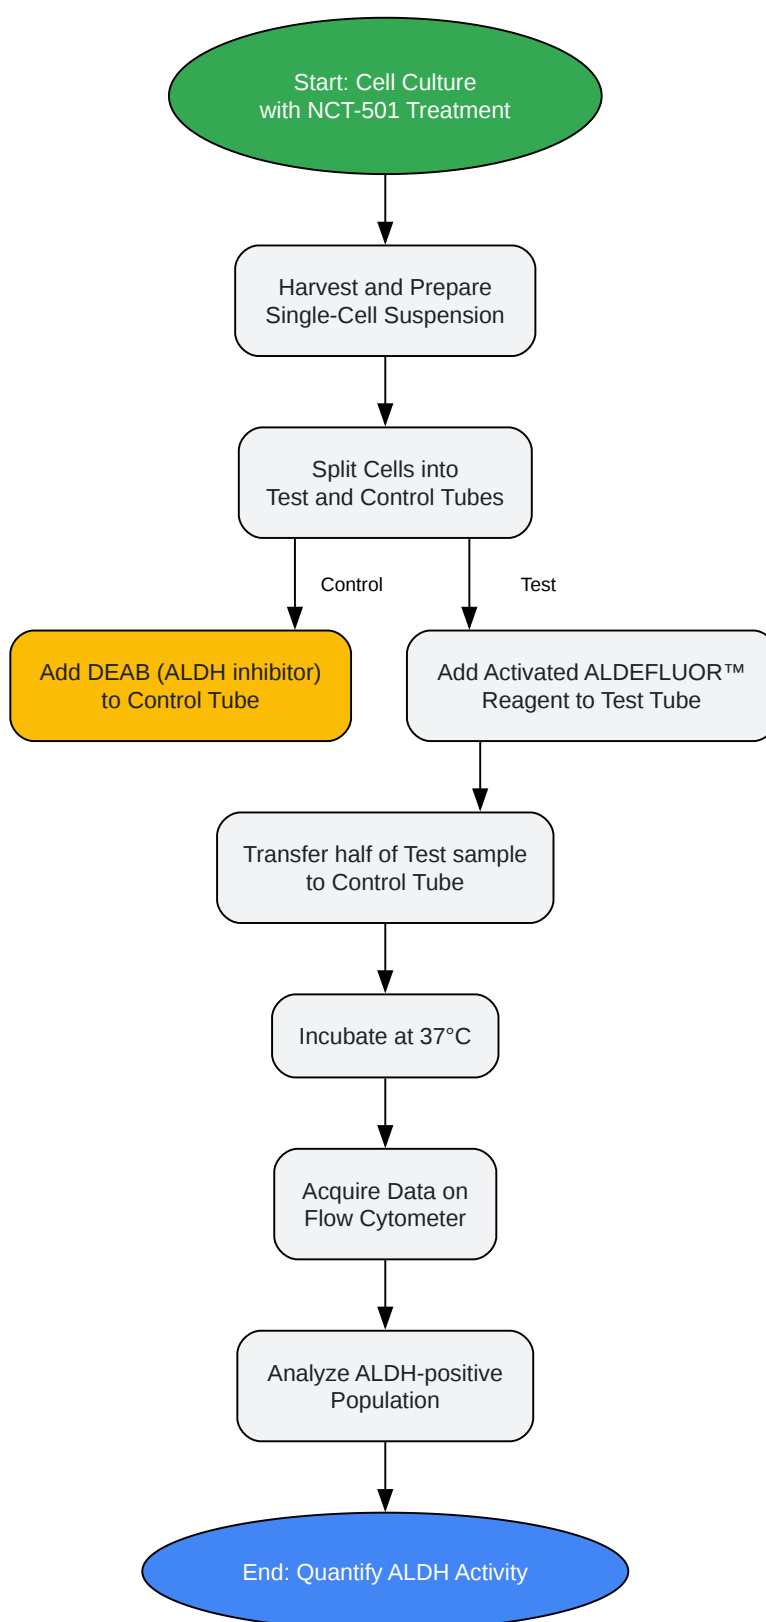 Start: Cell Culture
with NCT-501 Treatment
Harvest and Prepare
Single-Cell Suspension
Split Cells into
Test and Control Tubes
Control
Test
Add DEAB (ALDH inhibitor)
to Control Tube
Add Activated ALDEFLUOR™
Reagent to Test Tube
Transfer half of Test sample
to Control Tube
Incubate at 37°C
Acquire Data on
Flow Cytometer
Analyze ALDH-positive
Population
End: Quantify ALDH Activity